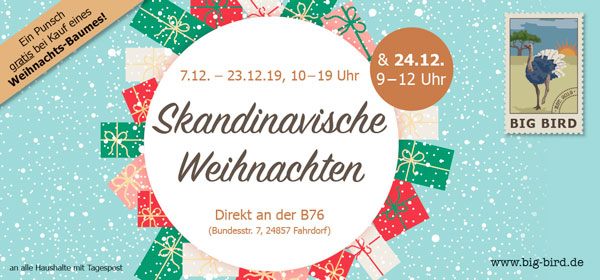 Ein Punsch
gratis bei Kauf eines
Weihnachts-Baumes!
7.12. – 23.12.19, 10–19 Uhr
& 24.12.
9–12 Uhr
Skandinavische
Weihnachten
Direkt an der B76
(Bundesstr. 7, 24857 Fahrdorf)
BIG BIRD
an alle Haushalte mit Tagespost
www.big-bird.de